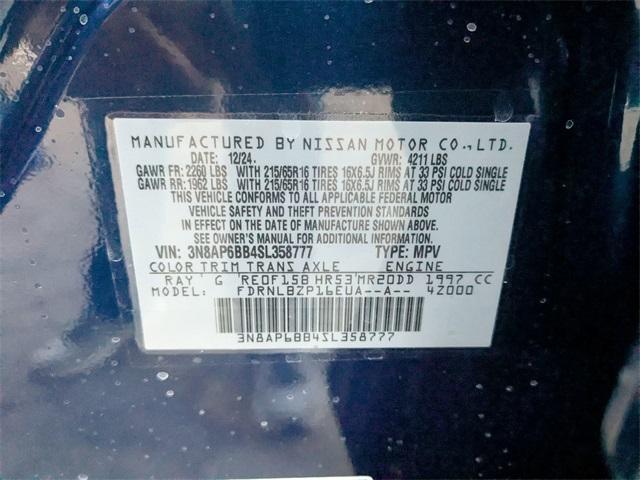 MANUFACTURED BY NISSAN MOTOR CO.,LTD.
DATE: 12/24. GVWR: 4211 LBS
GAWR FR: 2260 LBS WITH 215/65R16 TIRES 16X6.5J RIMS AT 33 PSI COLD SINGLE
GAWR RR: 1962 LBS WITH 215/65R16 TIRES 16X6.5J RIMS AT 33 PSI COLD SINGLE
THIS VEHICLE CONFORMS TO ALL APPLICABLE FEDERAL MOTOR
VEHICLE SAFETY AND THEFT PREVENTION STANDARDS
IN EFFECT ON THE DATE OF MANUFACTURE SHOWN ABOVE.
SEE OWNER'S MANUAL FOR ADDITIONAL INFORMATION
VIN: 3N8AP6BB4SL358777 TYPE: MPV
COLOR TRIM TRANS AXLE ENGINE
RAY G RE0F15B HR53 MR20DD 1997 CC
FDRNLBZP16EUA--A-- 4Z000
3N8AP6BB4SL358777